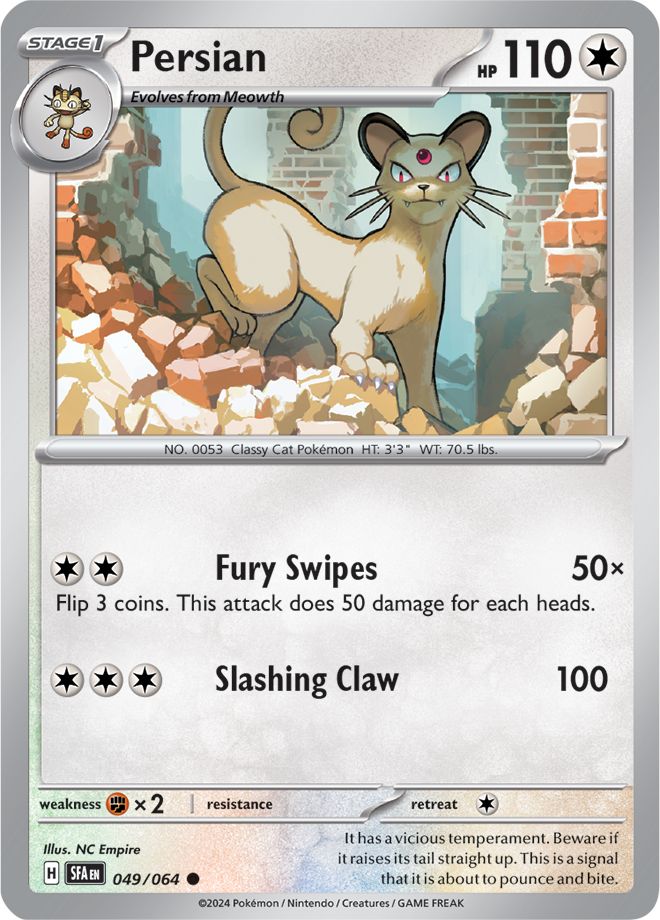 STAGE1
Persian
HP 110
Evolves from Meowth
NO. 0053 Classy Cat Pokémon HT: 3'3" WT: 70.5 lbs.
Fury Swipes 50×
Flip 3 coins. This attack does 50 damage for each heads.
Slashing Claw 100
weakness ×2 resistance retreat
Illus. NC Empire
H SFA EN 049/064
It has a vicious temperament. Beware if
it raises its tail straight up. This is a signal
that it is about to pounce and bite.
©2024 Pokémon / Nintendo / Creatures / GAME FREAK